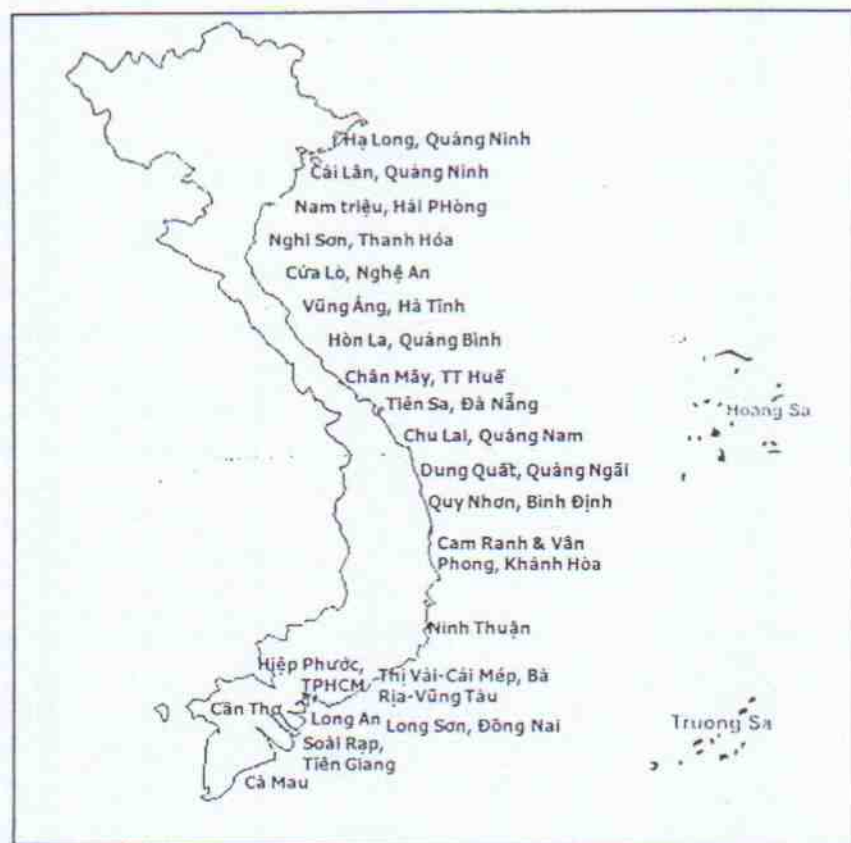 Hạ Long, Quảng Ninh
Cái Lân, Quảng Ninh
Nam triệu, Hải PHòng
Nghi Sơn, Thanh Hóa
Cửa Lò, Nghệ An
Vũng Áng, Hà Tĩnh
Hòn La, Quảng Bình
Chân Mây, TT Huế
Tiên Sa, Đà Nẵng
Hoàng Sa
Chu Lai, Quảng Nam
Dung Quất, Quảng Ngãi
Quy Nhơn, Bình Định
Cam Ranh & Vân
Phong, Khánh Hòa
Ninh Thuận
Hiệp Phước,
TPHCM
Thị Vải-Cái Mép, Bà
Rịa-Vũng Tàu
Cần Thơ
Long An
Long Sơn, Đồng Nai
Truong Sa
Soài Rạp,
Tiền Giang
Cà Mau